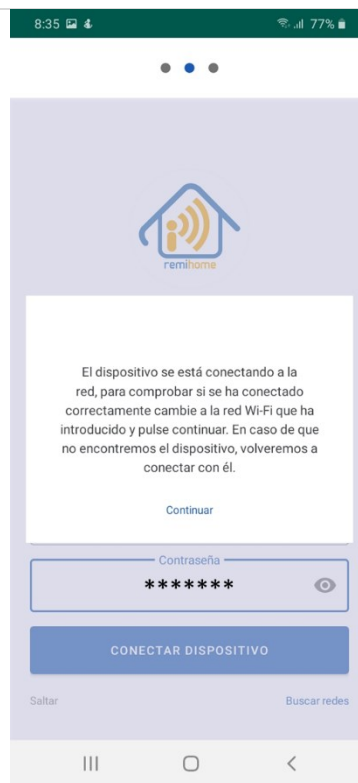 8:35 77%
remihome
El dispositivo se está conectando a la
red, para comprobar si se ha conectado
correctamente cambie a la red Wi-Fi que ha
introducido y pulse continuar. En caso de que
no encontremos el dispositivo, volveremos a
conectar con él.
Continuar
Contraseña
*******
CONECTAR DISPOSITIVO
Saltar Buscar redes